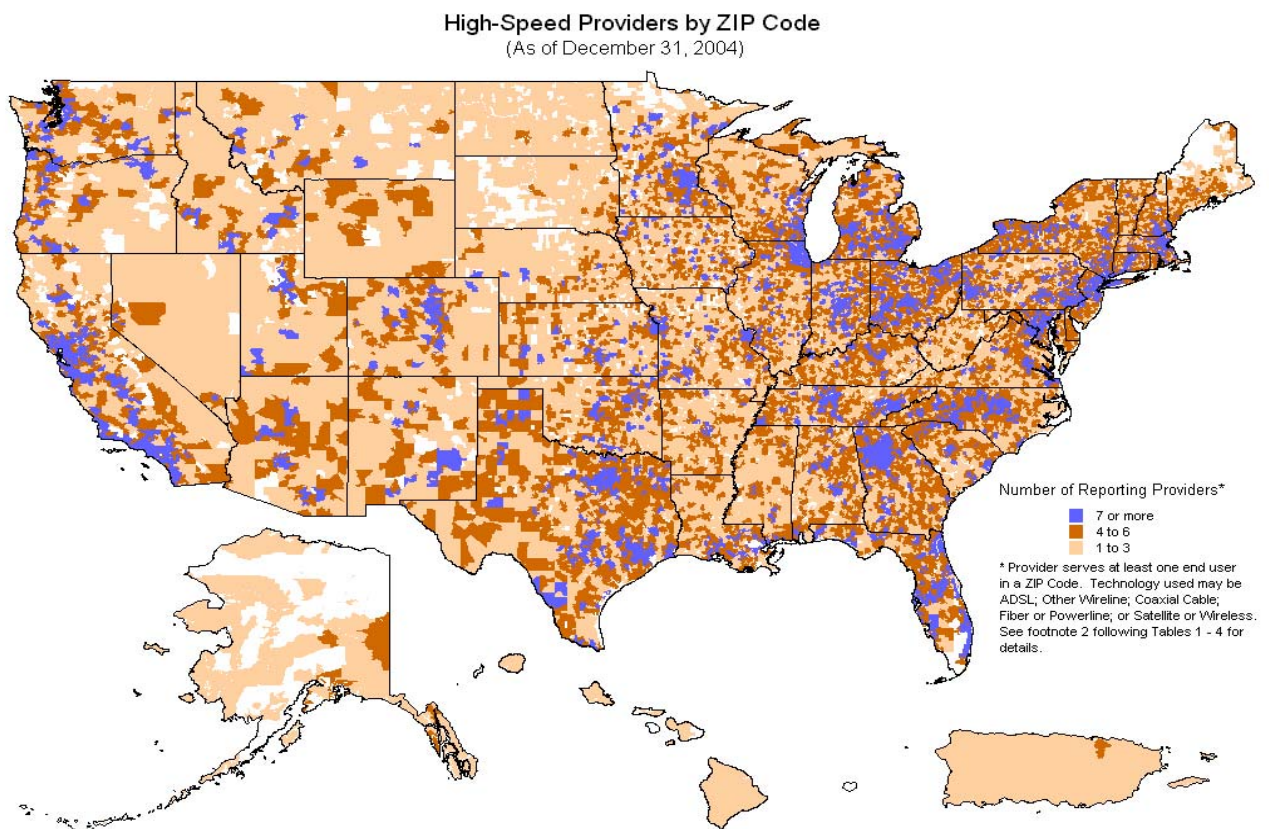 High-Speed Providers by ZIP Code
(As of December 31, 2004)
Number of Reporting Providers*
7 or more
4 to 6
1 to 3
* Provider serves at least one end user
in a ZIP Code. Technology used may be
ADSL; Other Wireline; Coaxial Cable;
Fiber or Powerline; or Satellite or Wireless.
See footnote 2 following Tables 1 - 4 for
details.